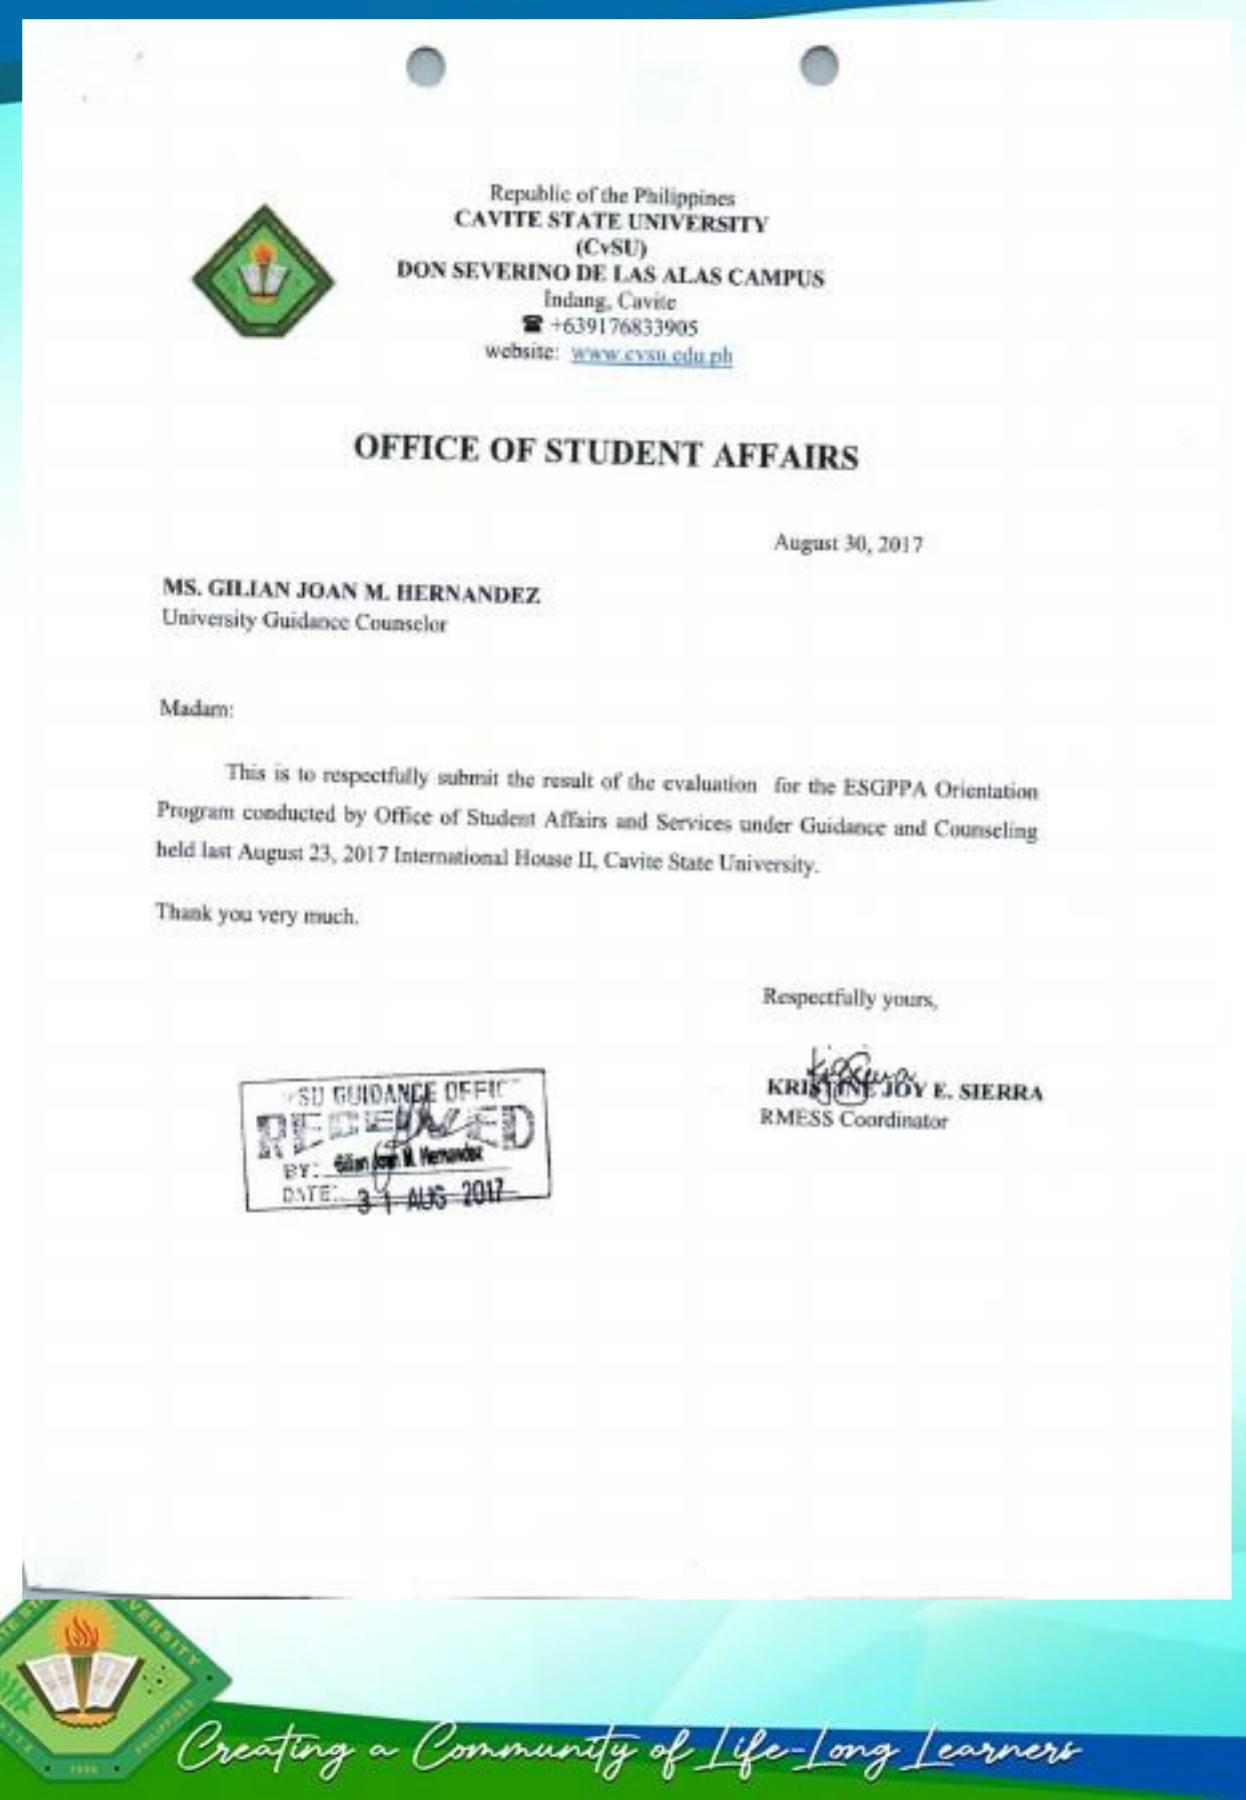 Republic of the Philippines
CAVITE STATE UNIVERSITY
(CvSU)
DON SEVERINO DE LAS ALAS CAMPUS
Indang, Cavite
☎ +639176833905
website: www.cvsu.edu.ph
OFFICE OF STUDENT AFFAIRS
August 30, 2017
MS. GILIAN JOAN M. HERNANDEZ
University Guidance Counselor
Madam:
This is to respectfully submit the result of the evaluation for the ESGPPA Orientation
Program conducted by Office of Student Affairs and Services under Guidance and Counseling
held last August 23, 2017 International House II, Cavite State University.
Thank you very much.
Respectfully yours,
KRISTINE JOY E. SIERRA
RMESS Coordinator
SU GUIDANCE OFFIC
RECEIVED
BY: Gilian Joan M. Hernandez
DATE: 31 AUG 2017
Creating a Community of Life-Long Learners